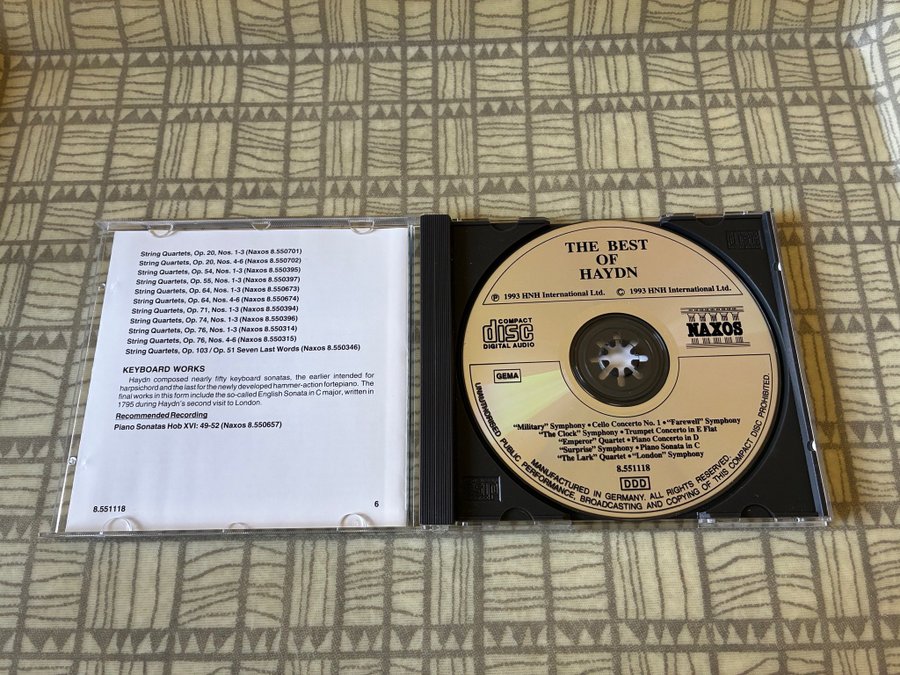 String Quartets, Op. 20, Nos. 1-3 (Naxos 8.550701)
String Quartets, Op. 20, Nos. 4-6 (Naxos 8.550702)
String Quartets, Op. 54, Nos. 1-3 (Naxos 8.550395)
String Quartets, Op. 55, Nos. 1-3 (Naxos 8.550397)
String Quartets, Op. 64, Nos. 1-3 (Naxos 8.550673)
String Quartets, Op. 64, Nos. 4-6 (Naxos 8.550674)
String Quartets, Op. 71, Nos. 1-3 (Naxos 8.550394)
String Quartets, Op. 74, Nos. 1-3 (Naxos 8.550396)
String Quartets, Op. 76, Nos. 1-3 (Naxos 8.550314)
String Quartets, Op. 76, Nos. 4-6 (Naxos 8.550315)
String Quartets, Op. 103 / Op. 51 Seven Last Words (Naxos 8.550346)
KEYBOARD WORKS
Haydn composed nearly fifty keyboard sonatas, the earlier intended for
harpsichord and the last for the newly developed hammer-action fortepiano. The
final works in this form include the so-called English Sonata in C major, written in
1795 during Haydn's second visit to London.
Recommended Recording
Piano Sonatas Hob XVI: 49-52 (Naxos 8.550657)
8.551118
6
THE BEST
OF
HAYDN
℗ 1993 HNH International Ltd. © 1993 HNH International Ltd.
COMPACT
disc
DIGITAL AUDIO
NAXOS
GEMA
"Military" Symphony • Cello Concerto No. 1 • "Farewell" Symphony
"The Clock" Symphony • Trumpet Concerto in E Flat
"Emperor" Quartet • Piano Concerto in D
"Surprise" Symphony • Piano Sonata in C
"The Lark" Quartet • "London" Symphony
8.551118
DDD
MANUFACTURED IN GERMANY. ALL RIGHTS RESERVED.
UNAUTHORISED PUBLIC PERFORMANCE, BROADCASTING AND COPYING OF THIS COMPACT DISC PROHIBITED.